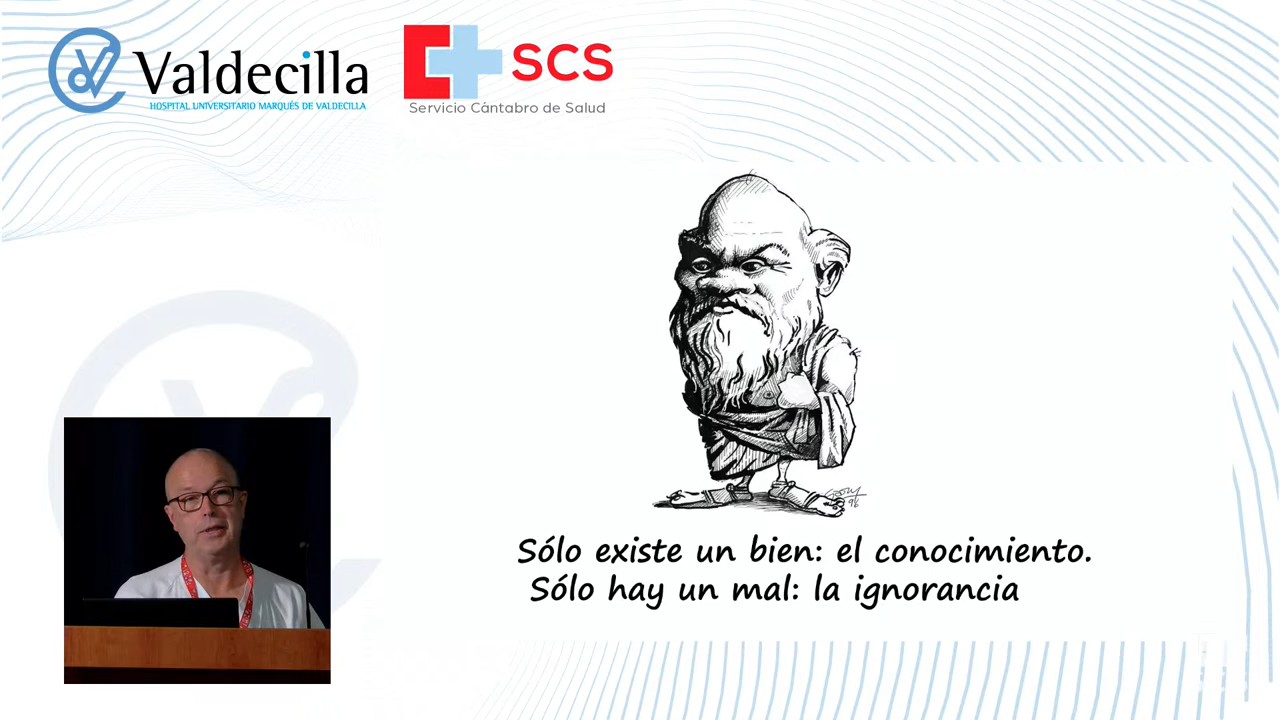 Valdecilla
HOSPITAL UNIVERSITARIO MARQUÉS DE VALDECILLA
SCS
Servicio Cántabro de Salud
Sólo existe un bien: el conocimiento.
Sólo hay un mal: la ignorancia